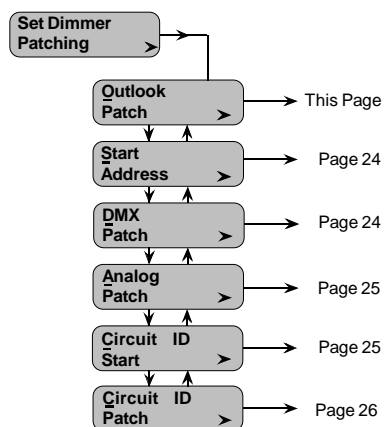 Set Dimmer
Patching
Outlook
Patch
This Page
Start
Address
Page 24
DMX
Patch
Page 24
Analog
Patch
Page 25
Circuit ID
Start
Page 25
Circuit ID
Patch
Page 26